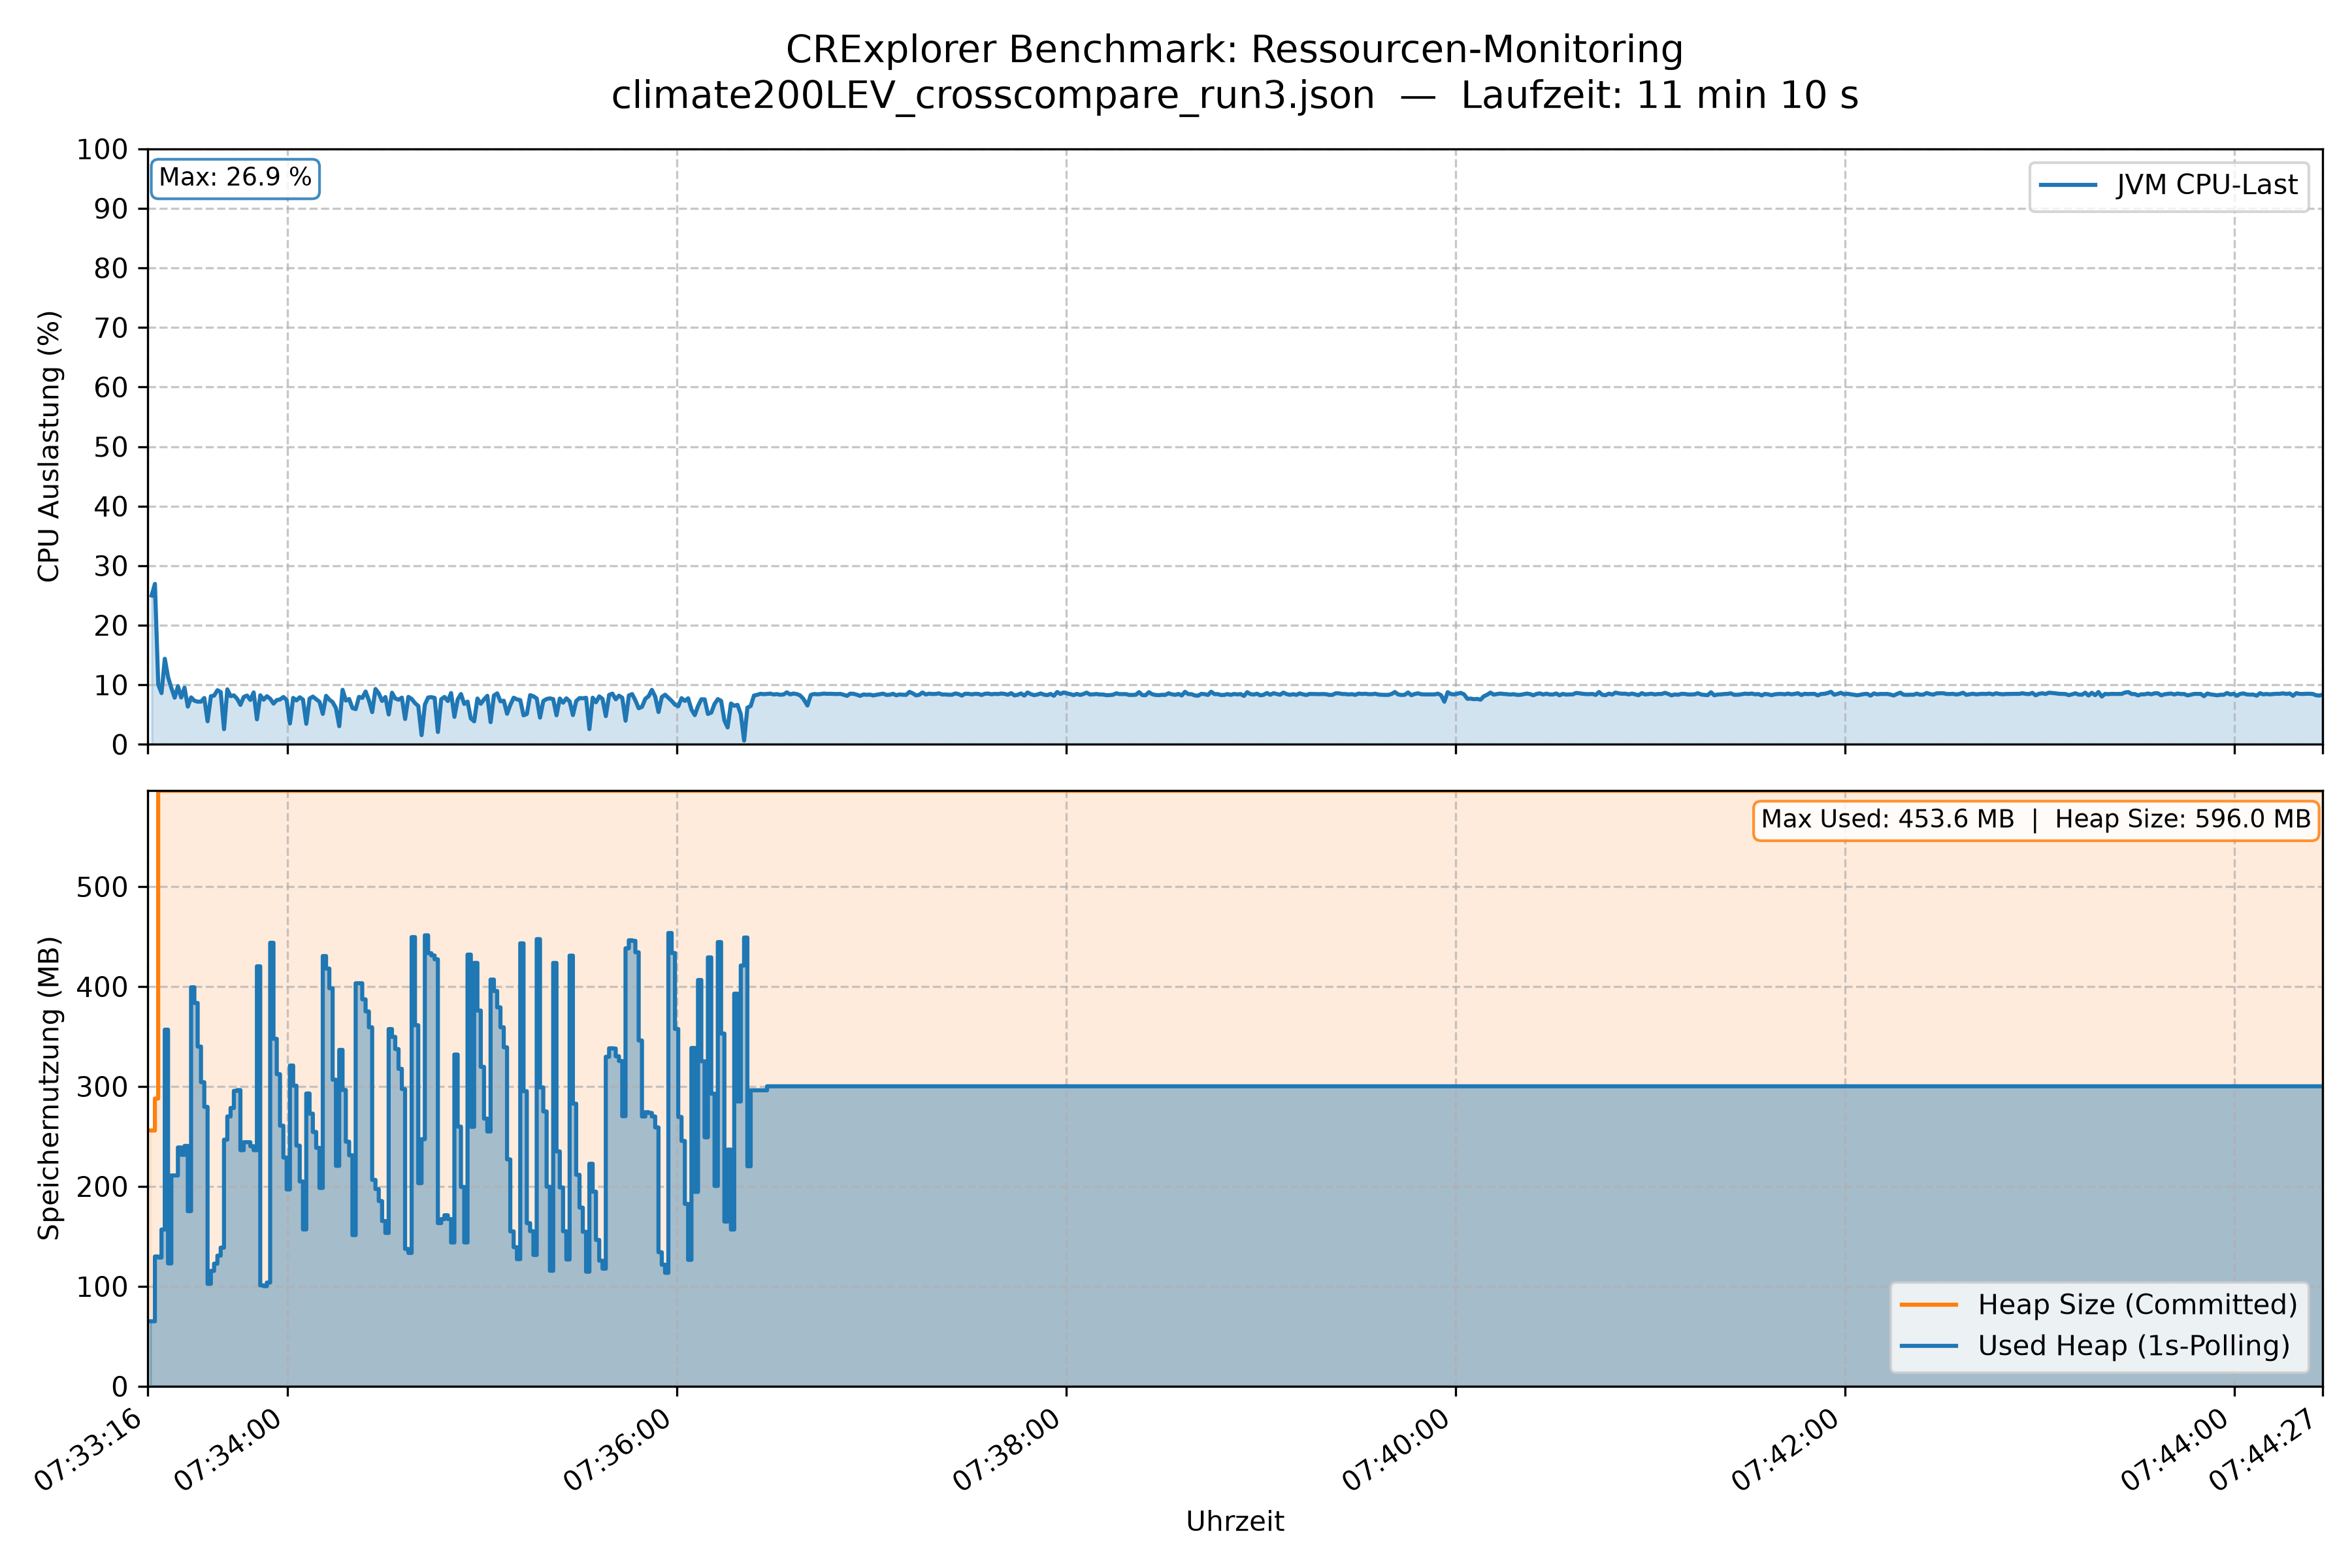 CRExplorer Benchmark: Ressourcen-Monitoring
climate200LEV_crosscompare_run3.json — Laufzeit: 11 min 10 s
CPU Auslastung (%)
100
90
80
70
60
50
40
30
20
10
0
Max: 26.9 %
JVM CPU-Last
Speichernutzung (MB)
500
400
300
200
100
0
Max Used: 453.6 MB | Heap Size: 596.0 MB
Heap Size (Committed)
Used Heap (1s-Polling)
07:33:16
07:34:00
07:36:00
07:38:00
07:40:00
07:42:00
07:44:00
07:44:27
Uhrzeit